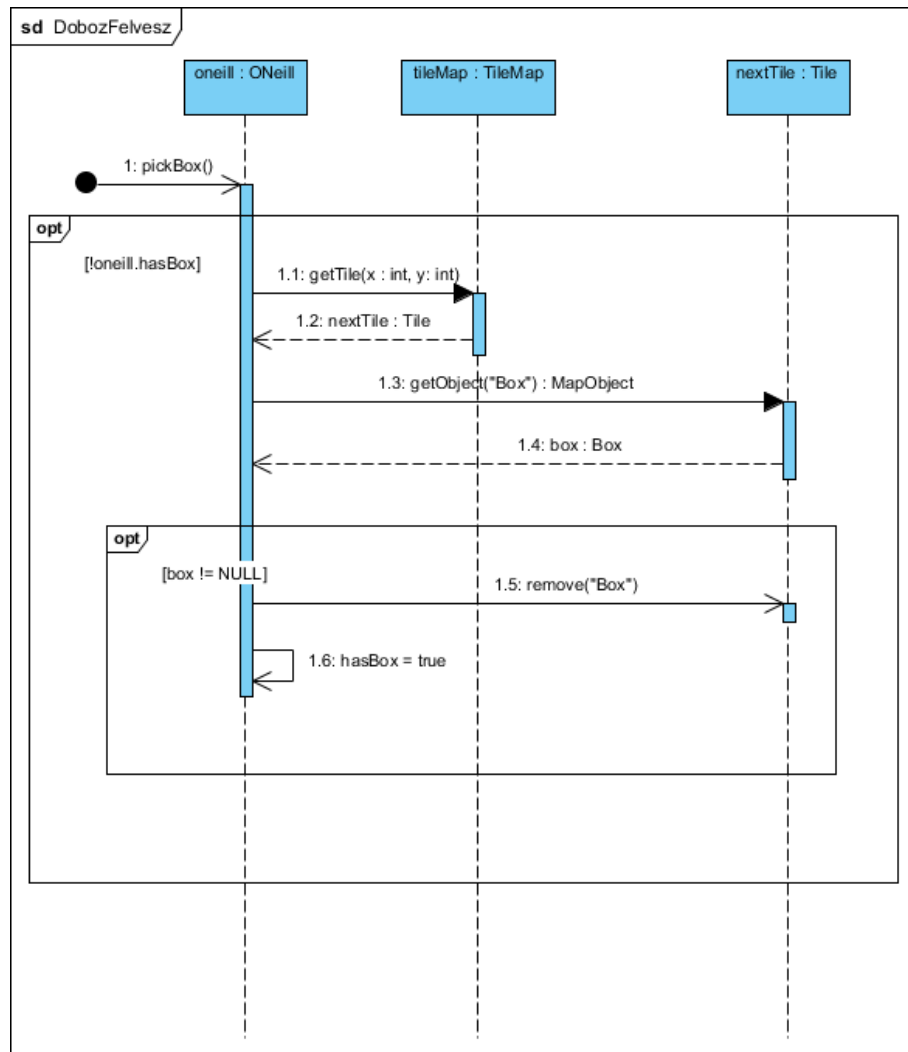 sd DobozFelvesz
oneill : ONeill
tileMap : TileMap
nextTile : Tile
1: pickBox()
opt
[!oneill.hasBox]
1.1: getTile(x : int, y: int)
1.2: nextTile : Tile
1.3: getObject("Box") : MapObject
1.4: box : Box
opt
[box != NULL]
1.5: remove("Box")
1.6: hasBox = true